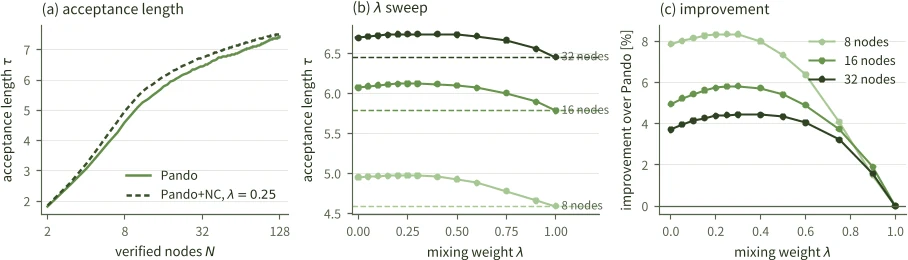 (a) acceptance length
acceptance length τ
7
6
5
4
3
2
Pando
Pando+NC, λ = 0.25
2
8
32
128
verified nodes N
(b) λ sweep
acceptance length τ
6.5
6.0
5.5
5.0
4.5
32 nodes
16 nodes
8 nodes
0.00
0.25
0.50
0.75
1.00
mixing weight λ
(c) improvement
improvement over Pando [%]
8
6
4
2
0
8 nodes
16 nodes
32 nodes
0.0
0.2
0.4
0.6
0.8
1.0
mixing weight λ